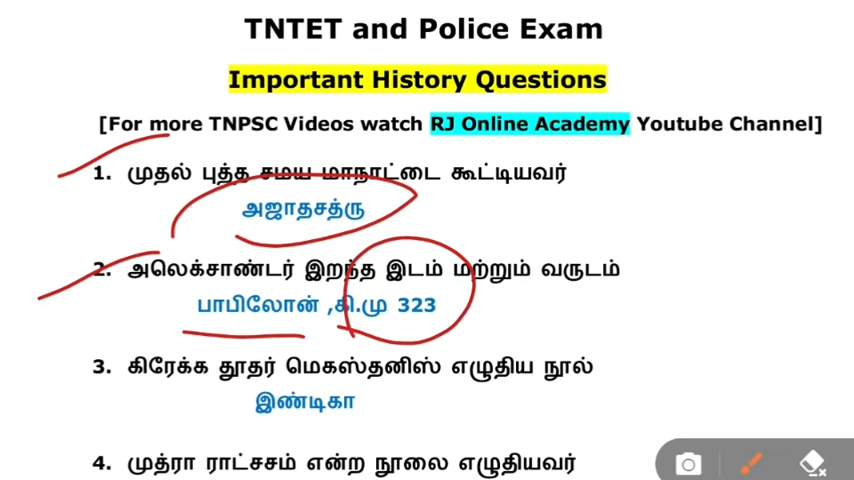 TNTET and Police Exam
Important History Questions
[For more TNPSC Videos watch RJ Online Academy Youtube Channel]
1. முதல் புத்த சமய மாநாட்டை கூட்டியவர்
அஜாதசத்ரு
2. அலெக்சாண்டர் இறந்த இடம் மற்றும் வருடம்
பாபிலோன் ,கி.மு 323
3. கிரேக்க தூதர் மெகஸ்தனிஸ் எழுதிய நூல்
இண்டிகா
4. முத்ரா ராட்சசம் என்ற நூலை எழுதியவர்